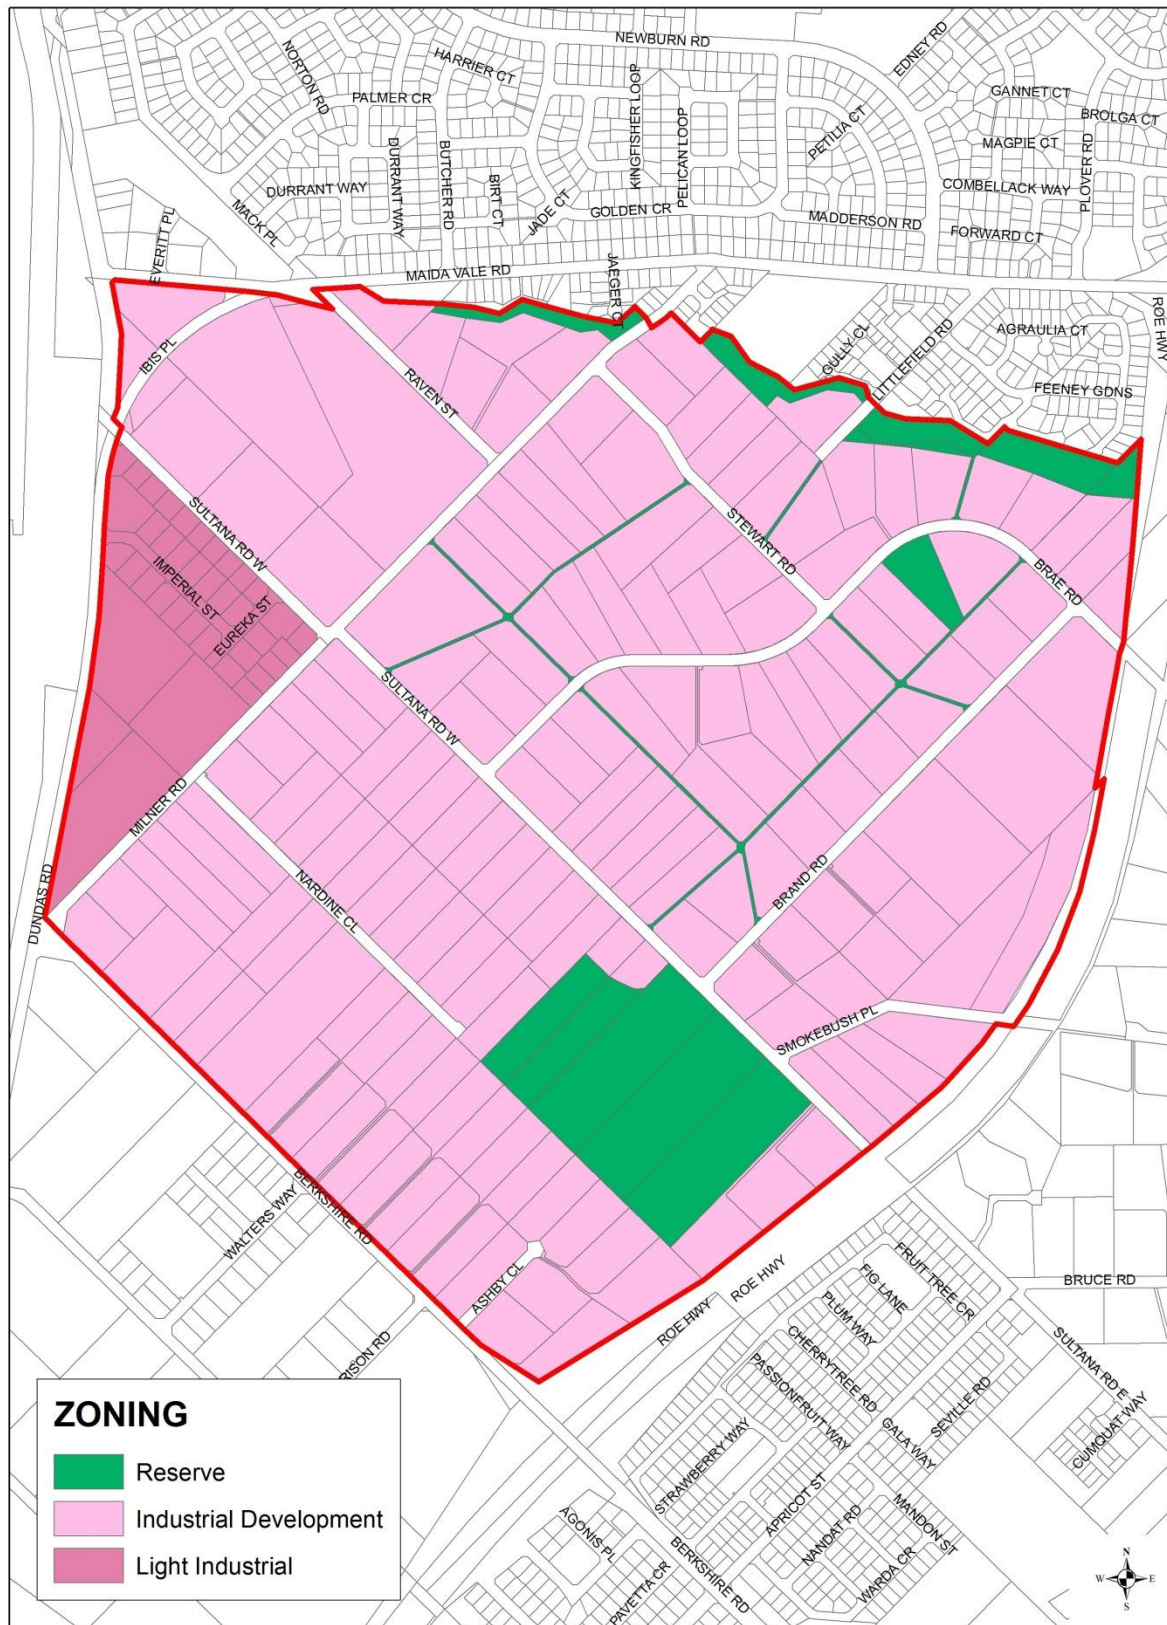 NEWBURN RD
EDNEY RD
NORTON RD
HARRIER CT
GANNET CT
PALMER CR
KINGFISHER LOOP
PELICAN LOOP
PETILIA CT
BROLGA CT
MAGPIE CT
PLOVER RD
DURRANT WAY
DURRANT WAY
BUTCHER RD
BIRT CT
COMBELLACK WAY
MACK PL
JADE CT
GOLDEN CR
MADDERSON RD
FORWARD CT
EVERITT PL
MAIDA VALE RD
JAEGER CT
ROE HWY
IBIS PL
GULLY CL
LITTLEFIELD RD
AGRAULIA CT
RAVEN ST
FEENEY GDNS
SULTANA RD W
STEWART RD
IMPERIAL ST
EUREKA ST
BRAE RD
SULTANA RD W
MILNER RD
DUNDAS RD
NARDINE CL
BRAND RD
SMOKEBUSH PL
WALTERS WAY
BERKSHIRE RD
ASHBY CL
ROE HWY
ROE HWY
FRUIT TREE CR
FIG LANE
PLUM WAY
BRUCE RD
CHERRYTREE RD
RISON RD
PASSIONFRUIT WAY
SULTANA RD E
SEVILLE RD
GALA WAY
CUMQUAT WAY
STRAWBERRY WAY
APRICOT ST
MANDON ST
NANDAT RD
AGONIS PL
BERKSHIRE RD
WARDA CR
PAVETTA CR
ZONING
Reserve
Industrial Development
Light Industrial
N
W E
S